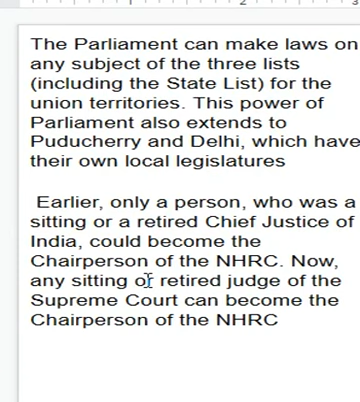 The Parliament can make laws on
any subject of the three lists
(including the State List) for the
union territories. This power of
Parliament also extends to
Puducherry and Delhi, which have
their own local legislatures
Earlier, only a person, who was a
sitting or a retired Chief Justice of
India, could become the
Chairperson of the NHRC. Now,
any sitting or retired judge of the
Supreme Court can become the
Chairperson of the NHRC